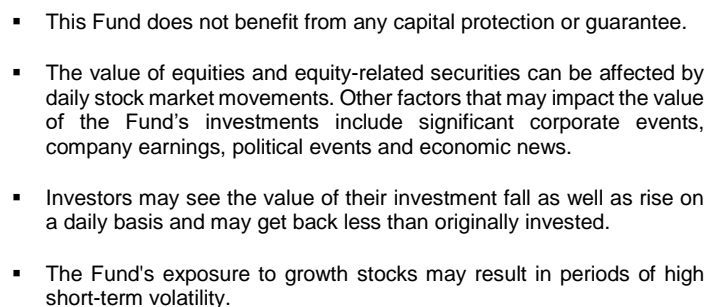 ▪ This Fund does not benefit from any capital protection or guarantee.
▪ The value of equities and equity-related securities can be affected by
daily stock market movements. Other factors that may impact the value
of the Fund's investments include significant corporate events,
company earnings, political events and economic news.
▪ Investors may see the value of their investment fall as well as rise on
a daily basis and may get back less than originally invested.
▪ The Fund's exposure to growth stocks may result in periods of high
short-term volatility.